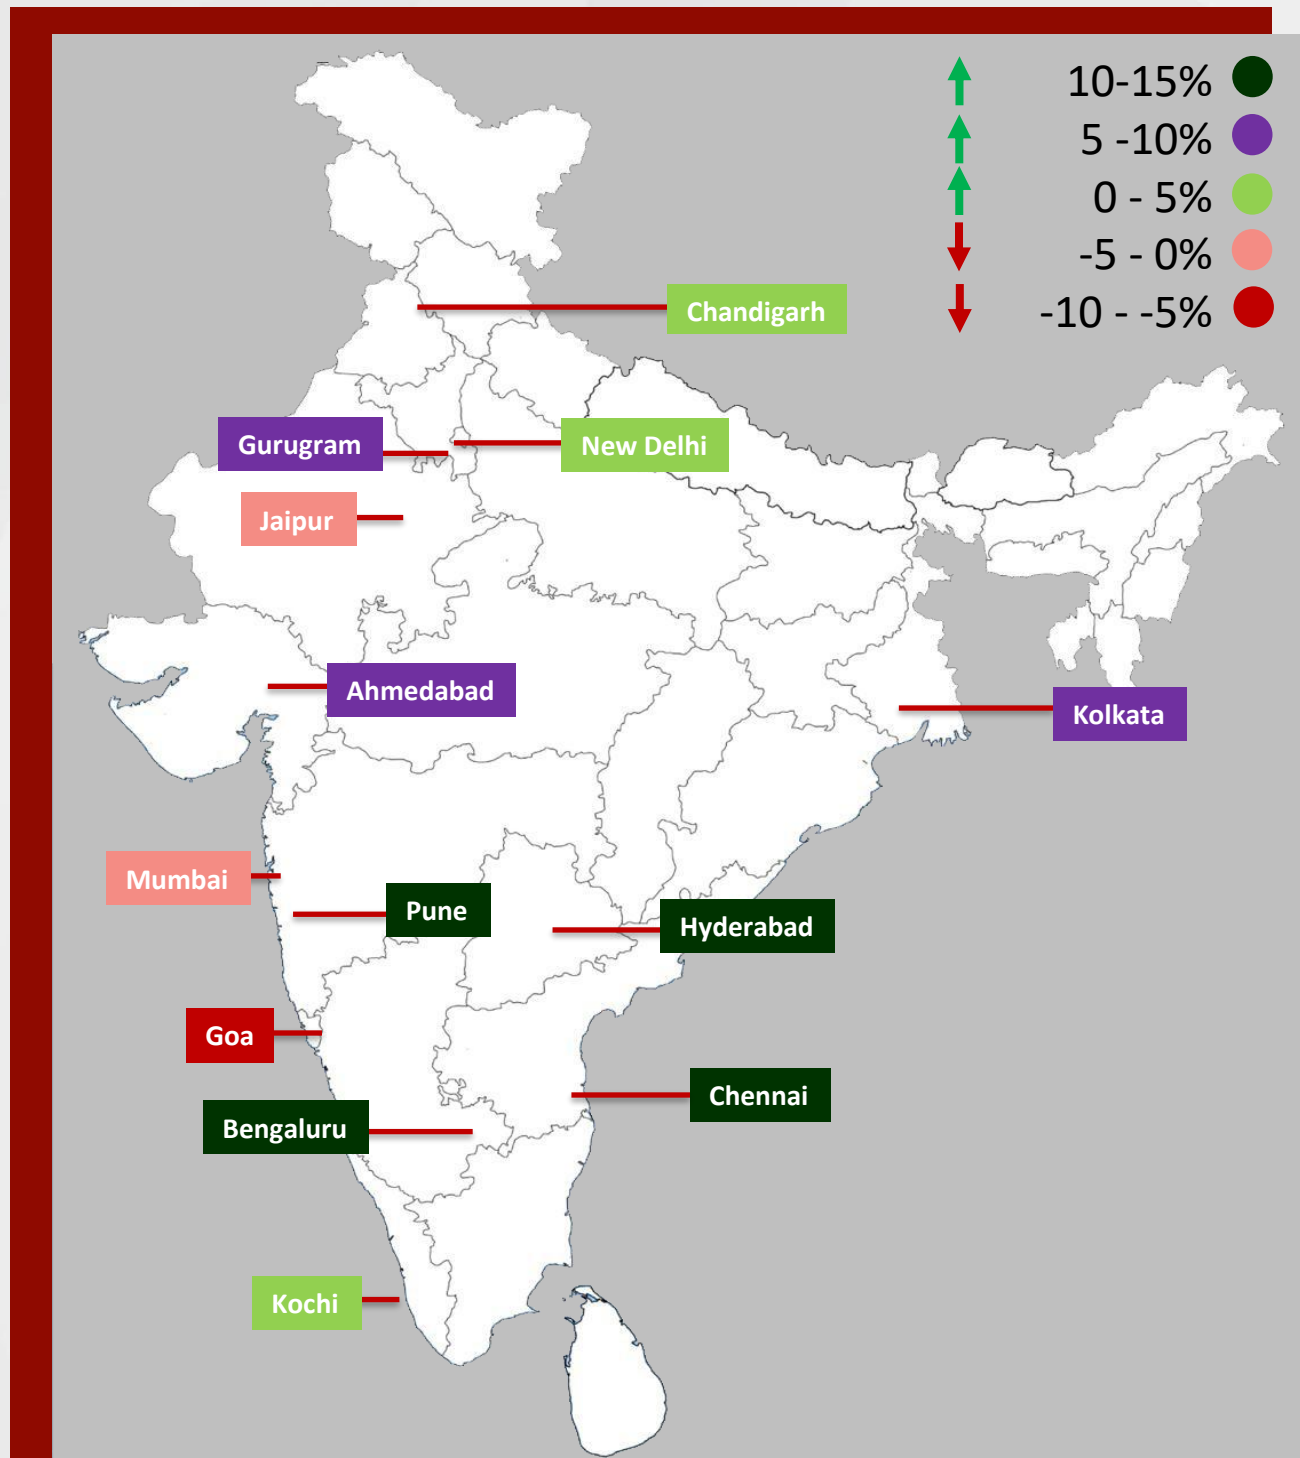 10-15%
5 -10%
0 - 5%
-5 - 0%
-10 - -5%
Chandigarh
Gurugram
New Delhi
Jaipur
Ahmedabad
Kolkata
Mumbai
Pune
Hyderabad
Goa
Chennai
Bengaluru
Kochi